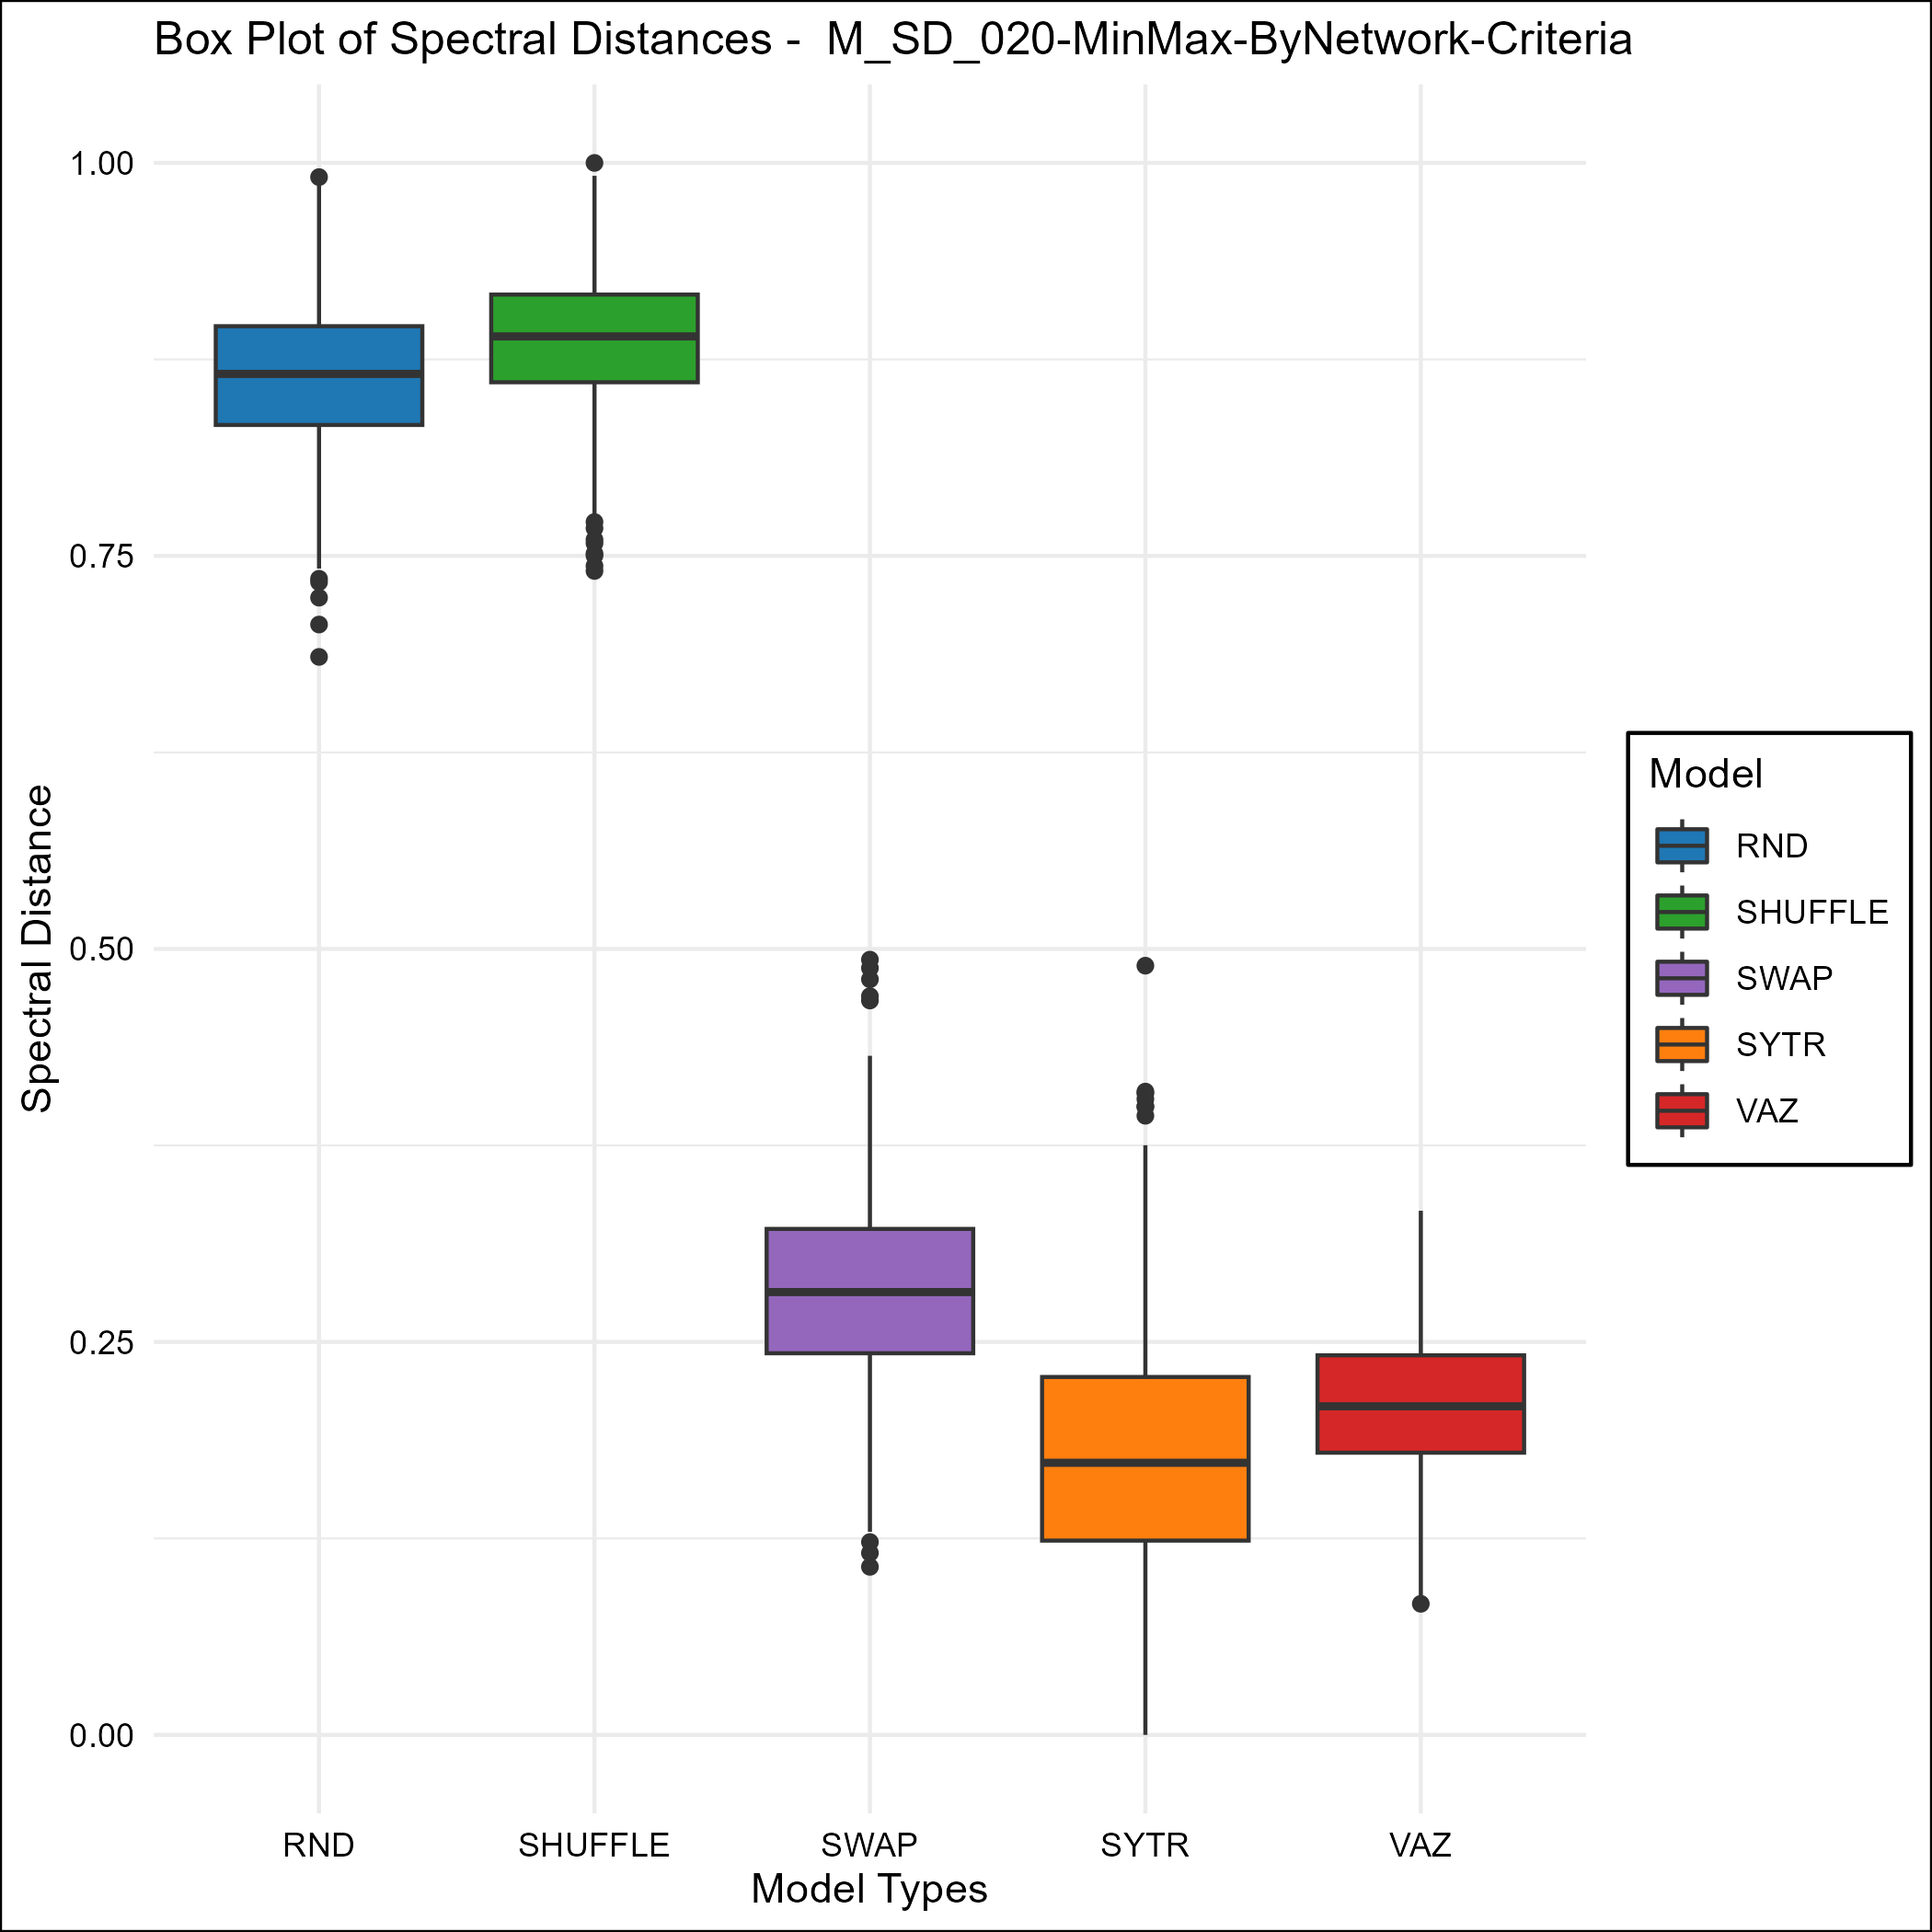 Box Plot of Spectral Distances -  M_SD_020-MinMax-ByNetwork-Criteria
1.00
0.75
0.50
0.25
0.00
Spectral Distance
RND
SHUFFLE
SWAP
SYTR
VAZ
Model Types
Model
RND
SHUFFLE
SWAP
SYTR
VAZ